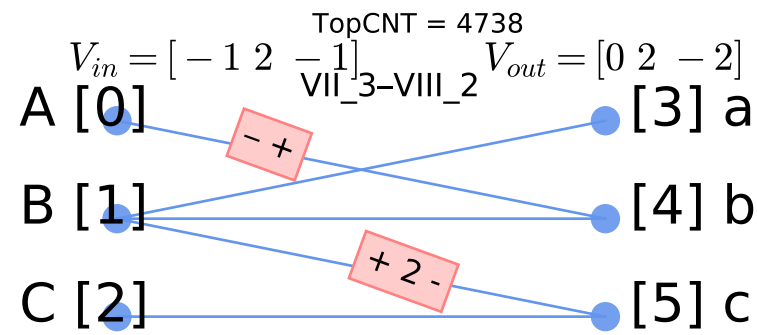 TopCNT = 4738
V_in = [ − 1 2 − 1] V_out = [0 2 − 2]
VII_3–VIII_2
A [0] [3] a
− +
B [1] [4] b
+ 2 -
C [2] [5] c